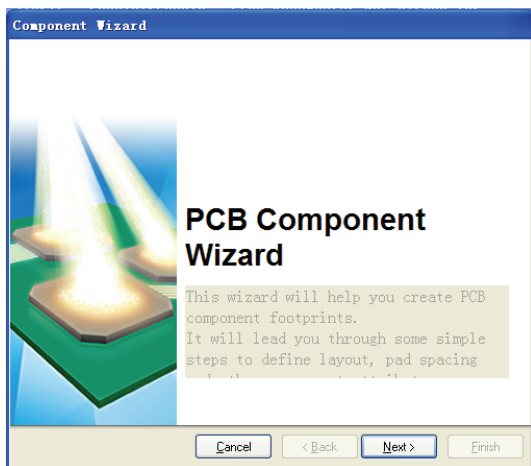 Component Wizard
PCB Component
Wizard
This wizard will help you create PCB
component footprints.
It will lead you through some simple
steps to define layout, pad spacing
Cancel
< Back
Next >
Finish